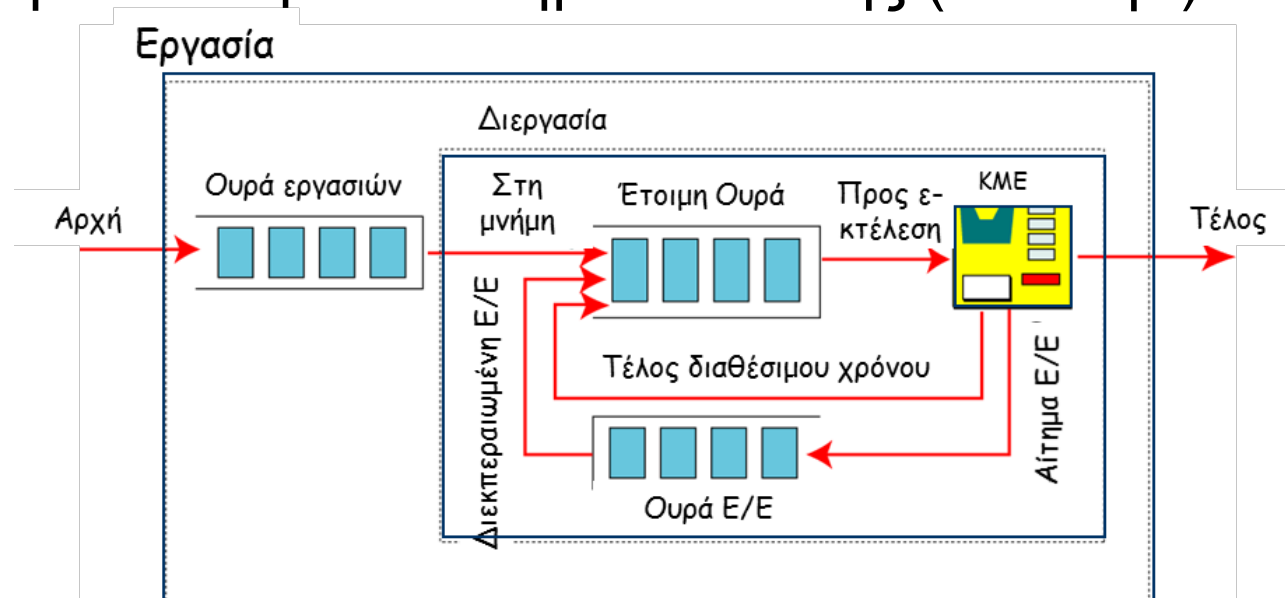 Εργασία
Διεργασία
Ουρά εργασιών
Στη
μνήμη
Έτοιμη Ουρά
Προς ε-
κτέλεση
ΚΜΕ
Αρχή
Τέλος
Διεκπεραιωμένη Ε/Ε
Τέλος διαθέσιμου χρόνου
Αίτημα Ε/Ε
Ουρά Ε/Ε